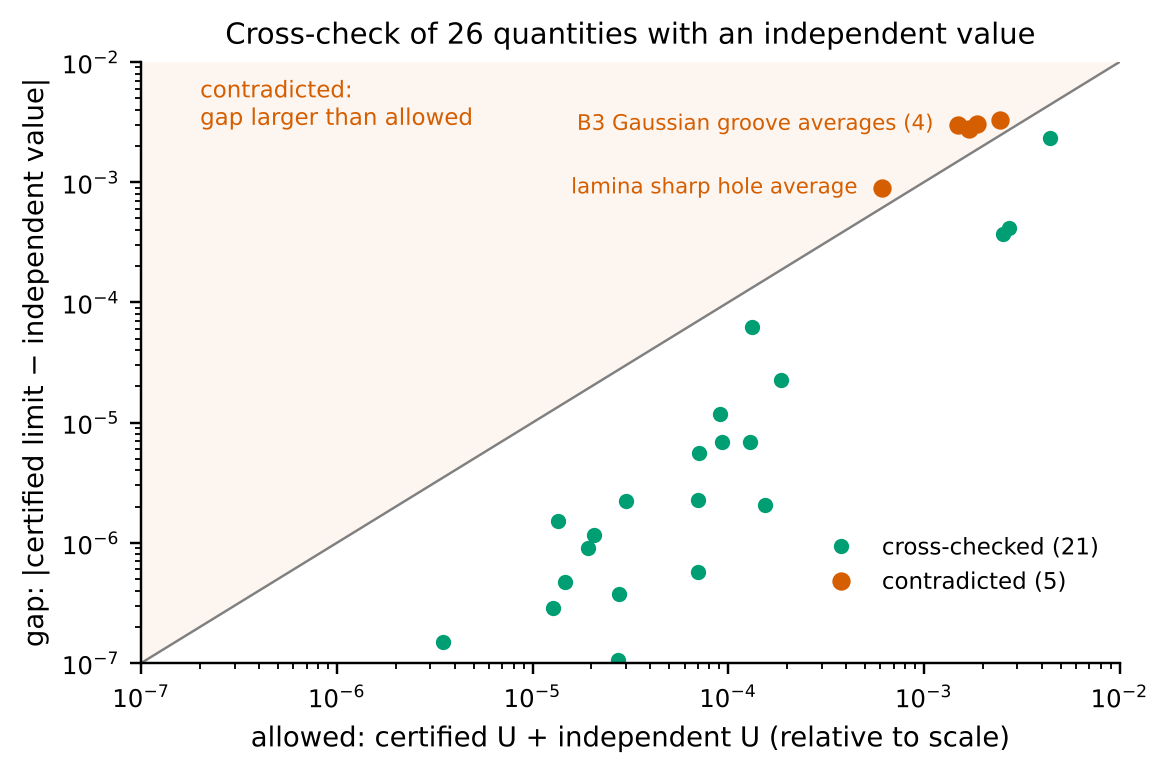 Cross-check of 26 quantities with an independent value
gap: |certified limit − independent value|
10⁻²
10⁻³
10⁻⁴
10⁻⁵
10⁻⁶
10⁻⁷
contradicted:
gap larger than allowed
B3 Gaussian groove averages (4)
lamina sharp hole average
cross-checked (21)
contradicted (5)
10⁻⁷ 10⁻⁶ 10⁻⁵ 10⁻⁴ 10⁻³ 10⁻²
allowed: certified U + independent U (relative to scale)